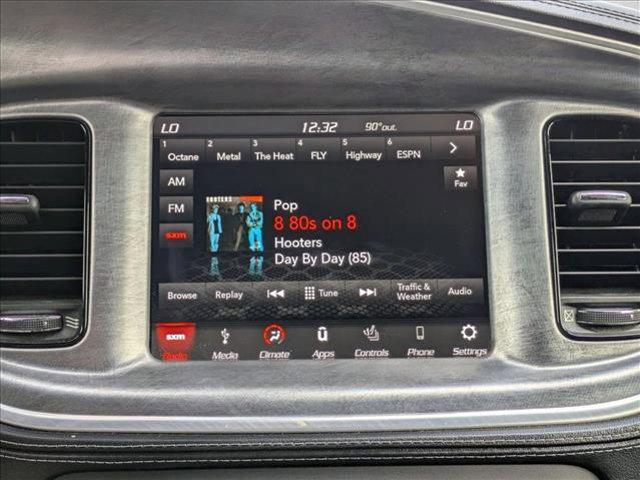 LO 12:32 90°out. LO
1 Octane 2 Metal 3 The Heat 4 FLY 5 Highway 6 ESPN
AM
Fav
FM
sxm
HOOTERS
Pop
8 80s on 8
Hooters
Day By Day (85)
Browse Replay Tune Traffic & Weather Audio
sxm
Radio Media Climate Apps Controls Phone Settings